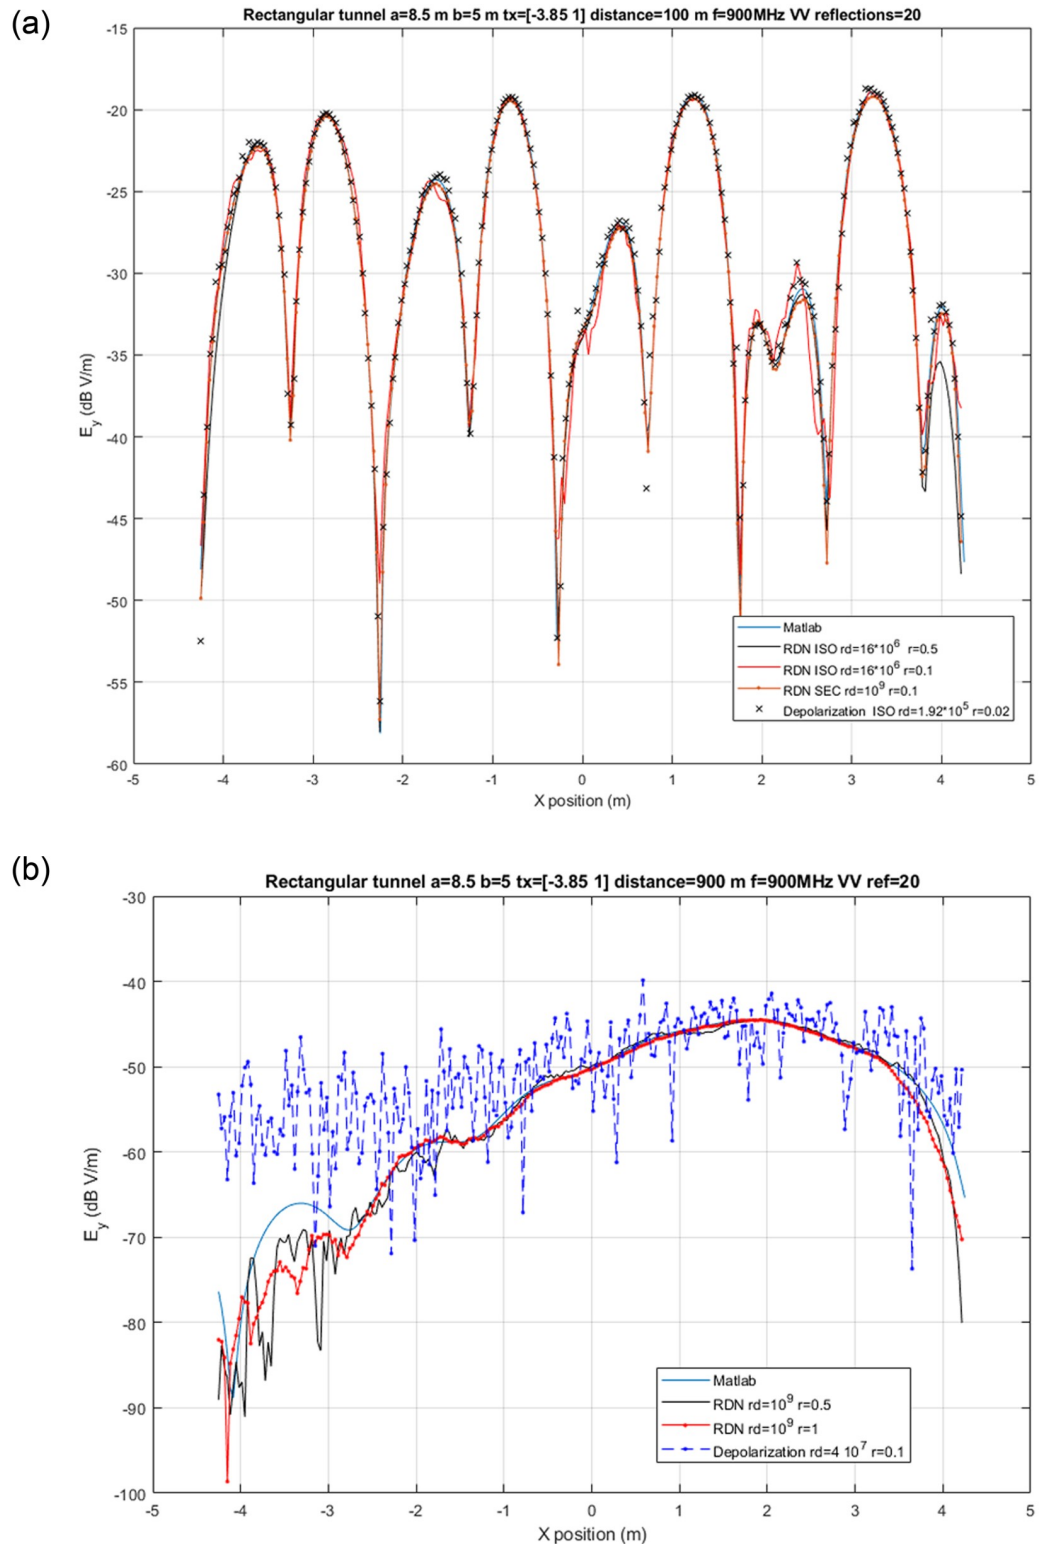 (a)
Rectangular tunnel a=8.5 m b=5 m tx=[-3.85 1] distance=100 m f=900MHz VV reflections=20
-15
-20
-25
-30
-35
-40
-45
-50
-55
-60
E_y (dB V/m)
Matlab
RDN ISO rd=16*10^6 r=0.5
RDN ISO rd=16*10^6 r=0.1
RDN SEC rd=10^9 r=0.1
Depolarization ISO rd=1.92*10^5 r=0.02
-5 -4 -3 -2 -1 0 1 2 3 4 5
X position (m)
(b)
Rectangular tunnel a=8.5 b=5 tx=[-3.85 1] distance=900 m f=900MHz VV ref=20
-30
-40
-50
-60
-70
-80
-90
-100
E_y (dB V/m)
Matlab
RDN rd=10^9 r=0.5
RDN rd=10^9 r=1
Depolarization rd=4 10^7 r=0.1
-5 -4 -3 -2 -1 0 1 2 3 4 5
X position (m)